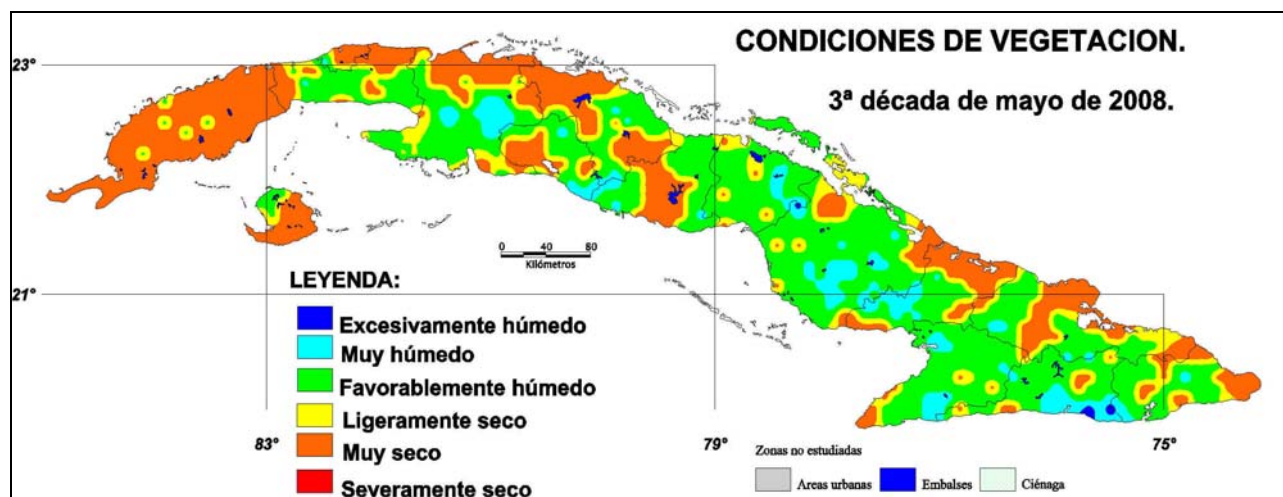 CONDICIONES DE VEGETACION.
3ª década de mayo de 2008.
23°
21°
0 40 80
Kilómetros
LEYENDA:
Excesivamente húmedo
Muy húmedo
Favorablemente húmedo
Ligeramente seco
Muy seco
Severamente seco
83°
79°
75°
Zonas no estudiadas
Areas urbanas
Embalses
Ciénaga